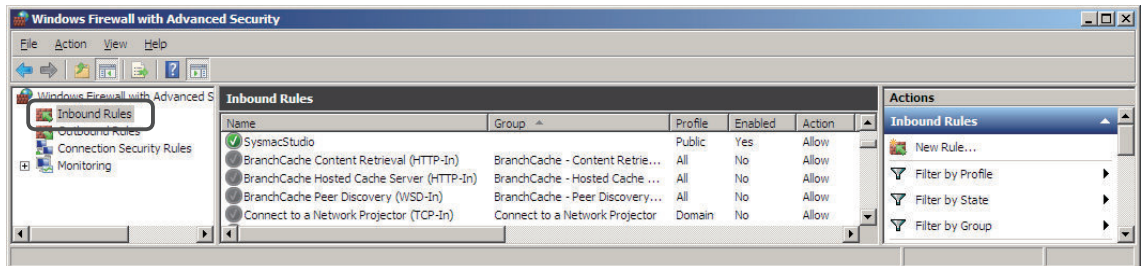 Windows Firewall with Advanced Security
File Action View Help
Windows Firewall with Advanced S
Inbound Rules
Outbound Rules
Connection Security Rules
Monitoring
Inbound Rules
Name Group Profile Enabled Action
SysmacStudio Public Yes Allow
BranchCache Content Retrieval (HTTP-In) BranchCache - Content Retrie... All No Allow
BranchCache Hosted Cache Server (HTTP-In) BranchCache - Hosted Cache ... All No Allow
BranchCache Peer Discovery (WSD-In) BranchCache - Peer Discovery... All No Allow
Connect to a Network Projector (TCP-In) Connect to a Network Projector Domain No Allow
Actions
Inbound Rules
New Rule...
Filter by Profile
Filter by State
Filter by Group